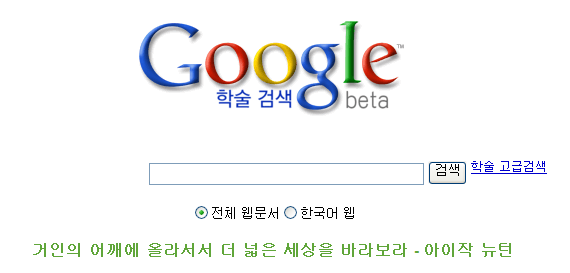 Google™
학술 검색 beta
검색 학술 고급검색
전체 웹문서 한국어 웹
거인의 어깨에 올라서서 더 넓은 세상을 바라보라 - 아이작 뉴턴